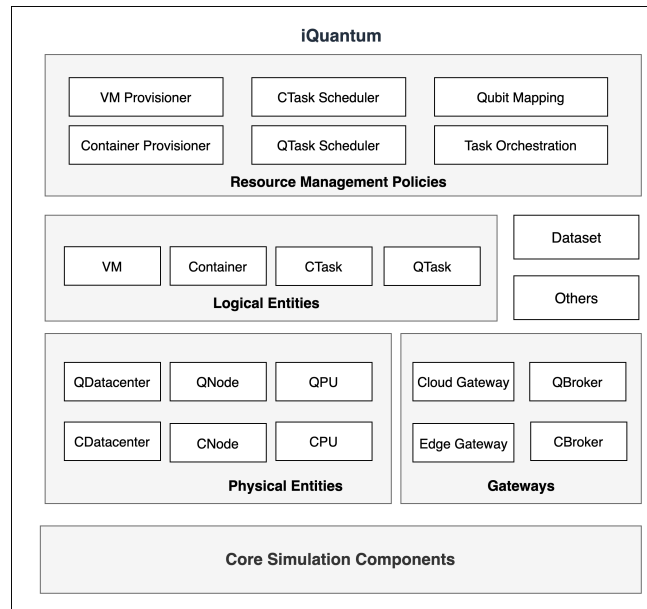 iQuantum
VM Provisioner
CTask Scheduler
Qubit Mapping
Container Provisioner
QTask Scheduler
Task Orchestration
Resource Management Policies
VM
Container
CTask
QTask
Logical Entities
Dataset
Others
QDatacenter
QNode
QPU
CDatacenter
CNode
CPU
Physical Entities
Cloud Gateway
QBroker
Edge Gateway
CBroker
Gateways
Core Simulation Components